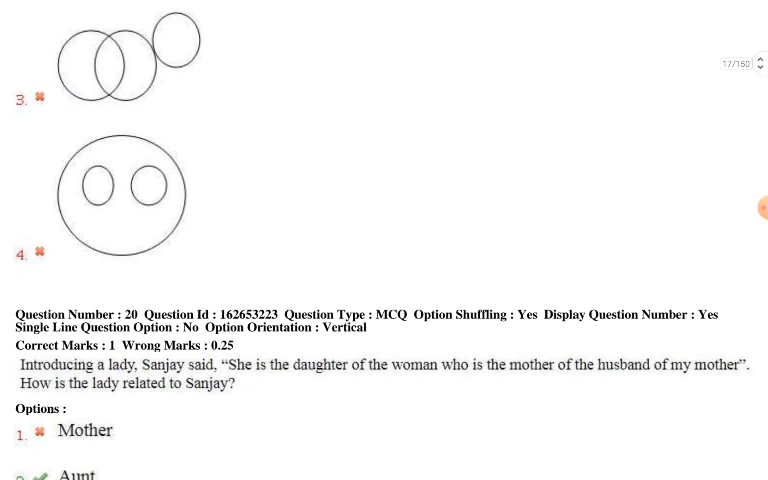 17/150
3.
4.
Question Number : 20 Question Id : 162653223 Question Type : MCQ Option Shuffling : Yes Display Question Number : Yes
Single Line Question Option : No Option Orientation : Vertical
Correct Marks : 1 Wrong Marks : 0.25
Introducing a lady, Sanjay said, “She is the daughter of the woman who is the mother of the husband of my mother”.
How is the lady related to Sanjay?
Options :
1. Mother
2. Aunt